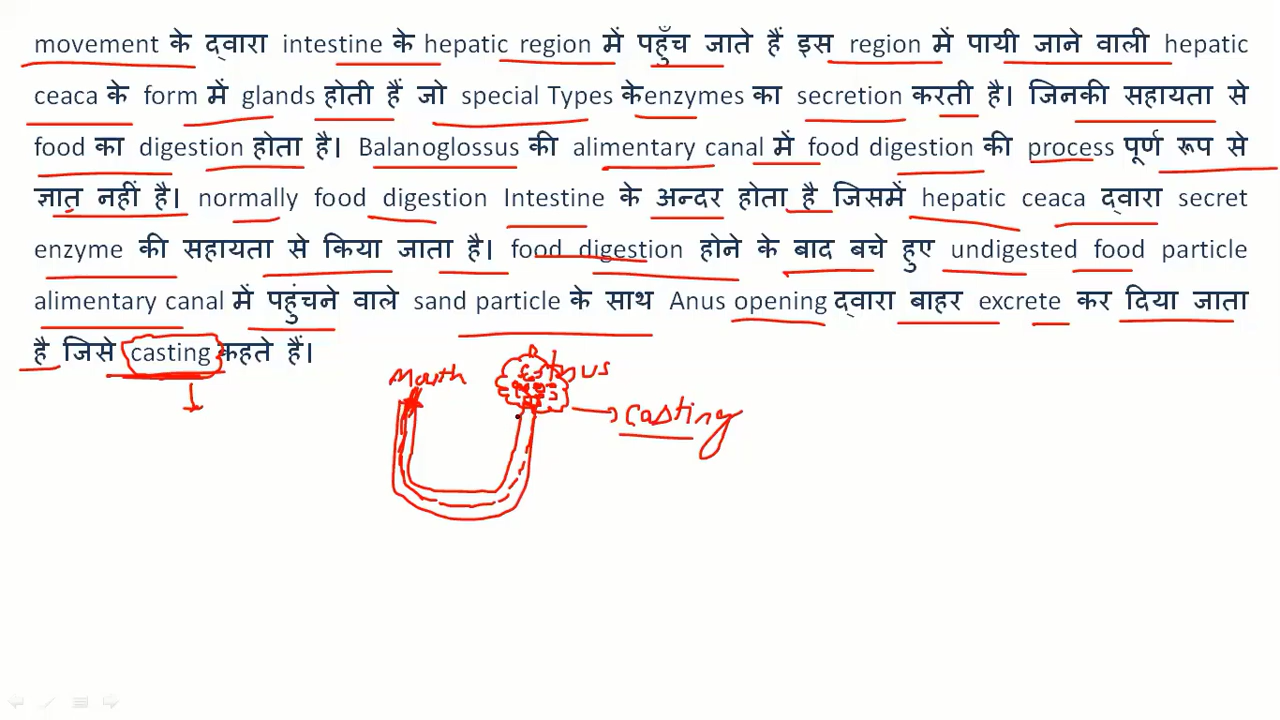 movement के द्वारा intestine के hepatic region में पहुँच जाते हैं इस region में पायी जाने वाली hepatic
ceaca के form में glands होती हैं जो special Types केenzymes का secretion करती है। जिनकी सहायता से
food का digestion होता है। Balanoglossus की alimentary canal में food digestion की process पूर्ण रूप से
ज्ञात नहीं है। normally food digestion Intestine के अन्दर होता है जिसमें hepatic ceaca द्वारा secret
enzyme की सहायता से किया जाता है। food digestion होने के बाद बचे हुए undigested food particle
alimentary canal में पहुंचने वाले sand particle के साथ Anus opening द्वारा बाहर excrete कर दिया जाता
है जिसे casting कहते हैं।
Mouth
Casting